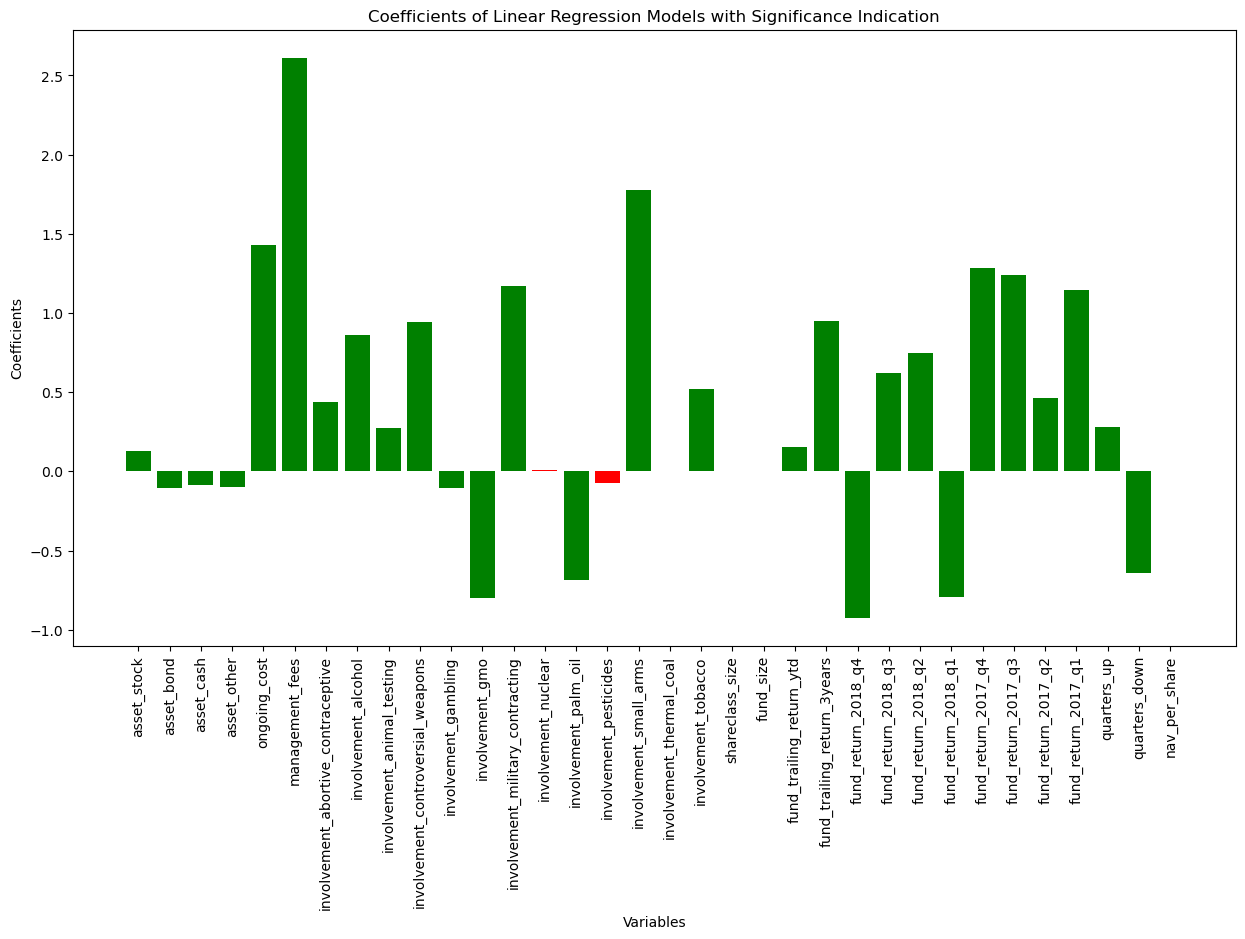 Coefficients of Linear Regression Models with Significance Indication
Coefficients
2.5
2.0
1.5
1.0
0.5
0.0
−0.5
−1.0
asset_stock
asset_bond
asset_cash
asset_other
ongoing_cost
management_fees
involvement_abortive_contraceptive
involvement_alcohol
involvement_animal_testing
involvement_controversial_weapons
involvement_gambling
involvement_gmo
involvement_military_contracting
involvement_nuclear
involvement_palm_oil
involvement_pesticides
involvement_small_arms
involvement_thermal_coal
involvement_tobacco
shareclass_size
fund_size
fund_trailing_return_ytd
fund_trailing_return_3years
fund_return_2018_q4
fund_return_2018_q3
fund_return_2018_q2
fund_return_2018_q1
fund_return_2017_q4
fund_return_2017_q3
fund_return_2017_q2
fund_return_2017_q1
quarters_up
quarters_down
nav_per_share
Variables